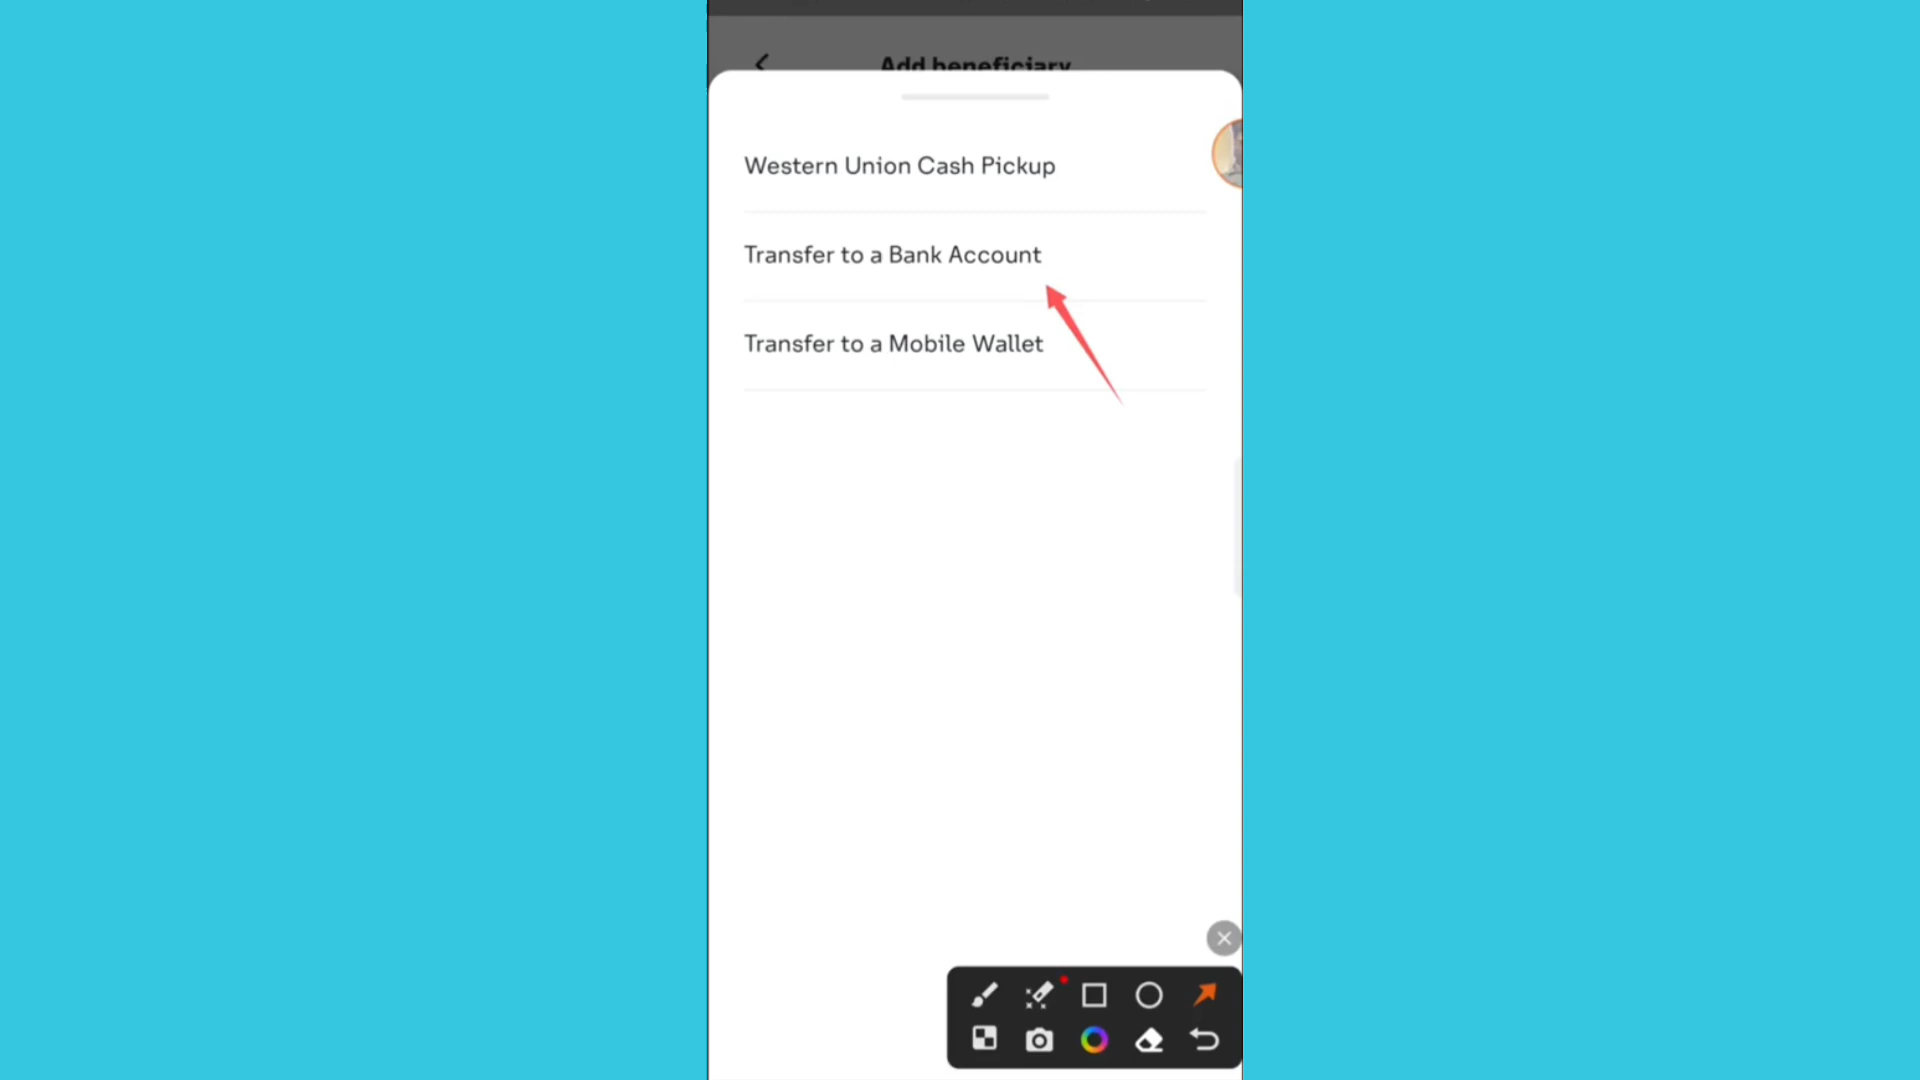 Add beneficiary
Western Union Cash Pickup
Transfer to a Bank Account
Transfer to a Mobile Wallet